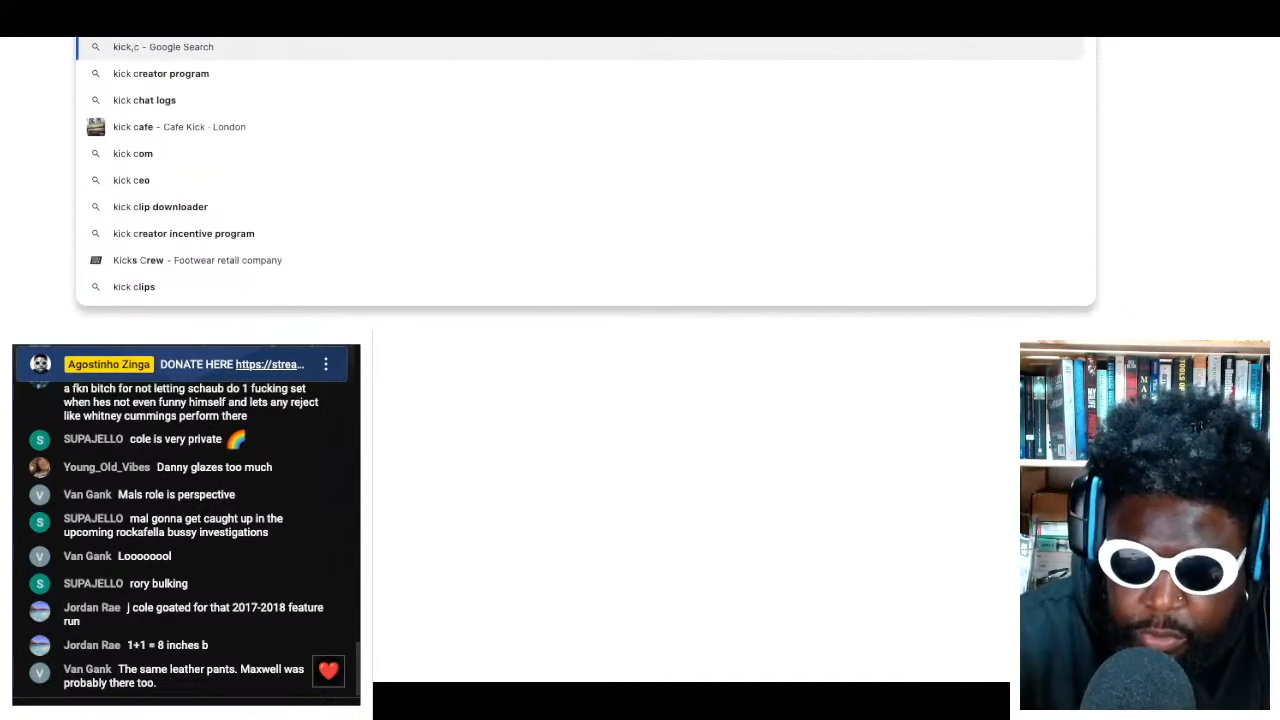 kick,c - Google Search
kick creator program
kick chat logs
kick cafe - Cafe Kick · London
kick com
kick ceo
kick clip downloader
kick creator incentive program
Kicks Crew - Footwear retail company
kick clips
Agostinho Zinga DONATE HERE https://strea...
a fkn bitch for not letting schaub do 1 fucking set
when hes not even funny himself and lets any reject
like whitney cummings perform there
S SUPAJELLO cole is very private 🌈
Young_Old_Vibes Danny glazes too much
V Van Gank Mals role is perspective
S SUPAJELLO mal gonna get caught up in the
upcoming rockafella bussy investigations
V Van Gank Loooooool
S SUPAJELLO rory bulking
Jordan Rae j cole goated for that 2017-2018 feature
run
Jordan Rae 1+1 = 8 inches b
V Van Gank The same leather pants. Maxwell was
probably there too.
TOOLS OF